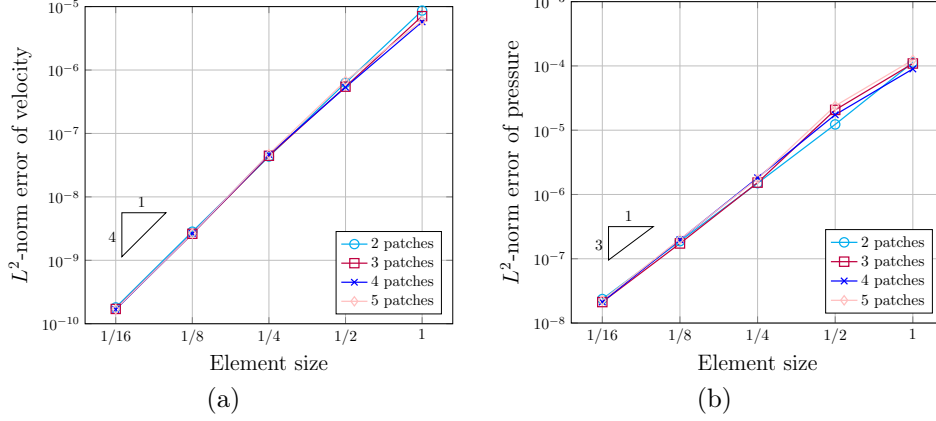 10⁻⁵
10⁻⁶
10⁻⁷
10⁻⁸
10⁻⁹
10⁻¹⁰
L²-norm error of velocity
1
4
2 patches
3 patches
4 patches
5 patches
1/16 1/8 1/4 1/2 1
Element size
(a)
10⁻⁴
10⁻⁵
10⁻⁶
10⁻⁷
10⁻⁸
L²-norm error of pressure
1
3
2 patches
3 patches
4 patches
5 patches
1/16 1/8 1/4 1/2 1
Element size
(b)